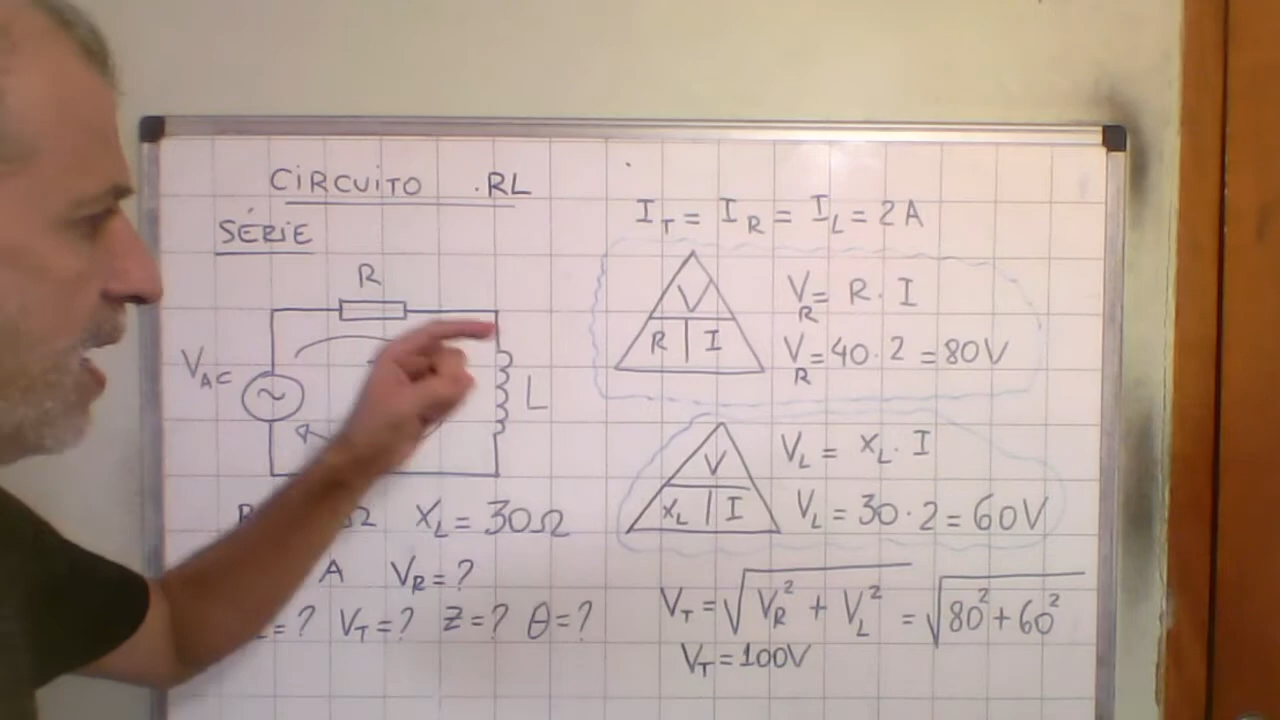 CIRCUITO RL
SÉRIE
R
VAC
L
Ω XL = 30Ω
A VR = ?
= ? VT = ? Z = ? θ = ?
IT = IR = IL = 2A
V
R I
VR = R . I
VR = 40 . 2 = 80V
V
XL I
VL = XL . I
VL = 30 . 2 = 60V
VT = √VR² + VL² = √80² + 60²
VT = 100V